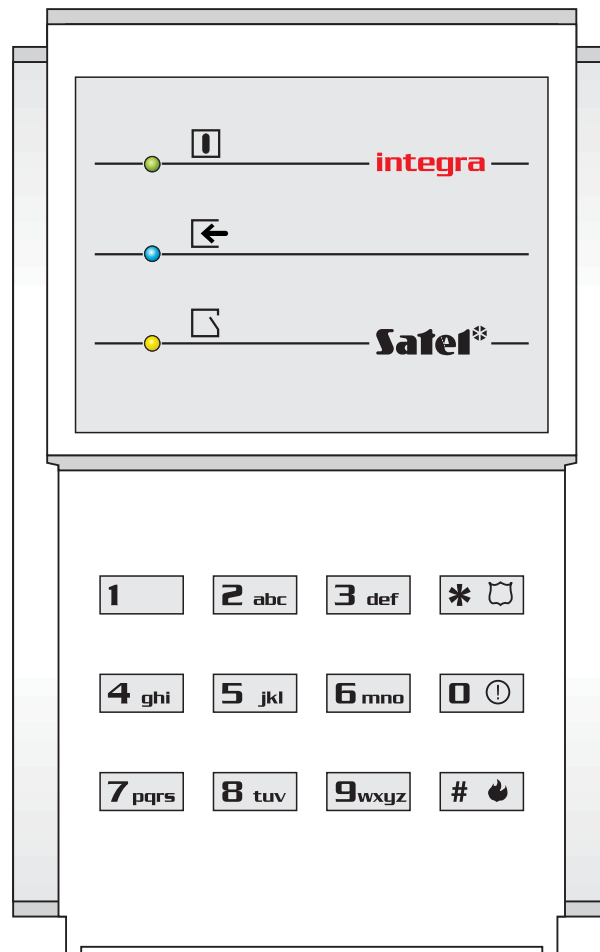 integra
Satel*
1 2 abc 3 def *
4 ghi 5 jkl 6 mno 0 !
7 pqrs 8 tuv 9 wxyz #